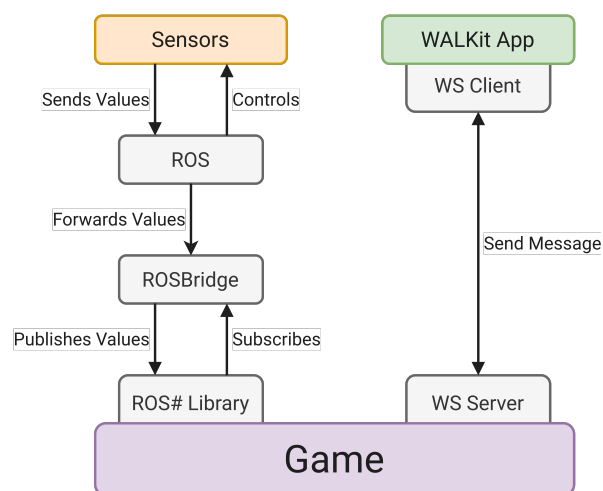 Sensors
WALKit App
WS Client
Sends Values
Controls
ROS
Forwards Values
Send Message
ROSBridge
Publishes Values
Subscribes
ROS# Library
WS Server
Game